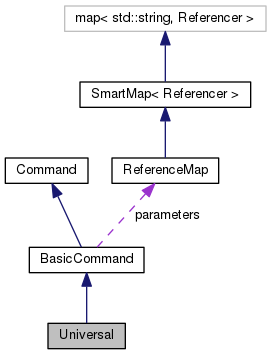 map< std::string, Referencer >
SmartMap< Referencer >
Command
ReferenceMap
parameters
BasicCommand
Universal